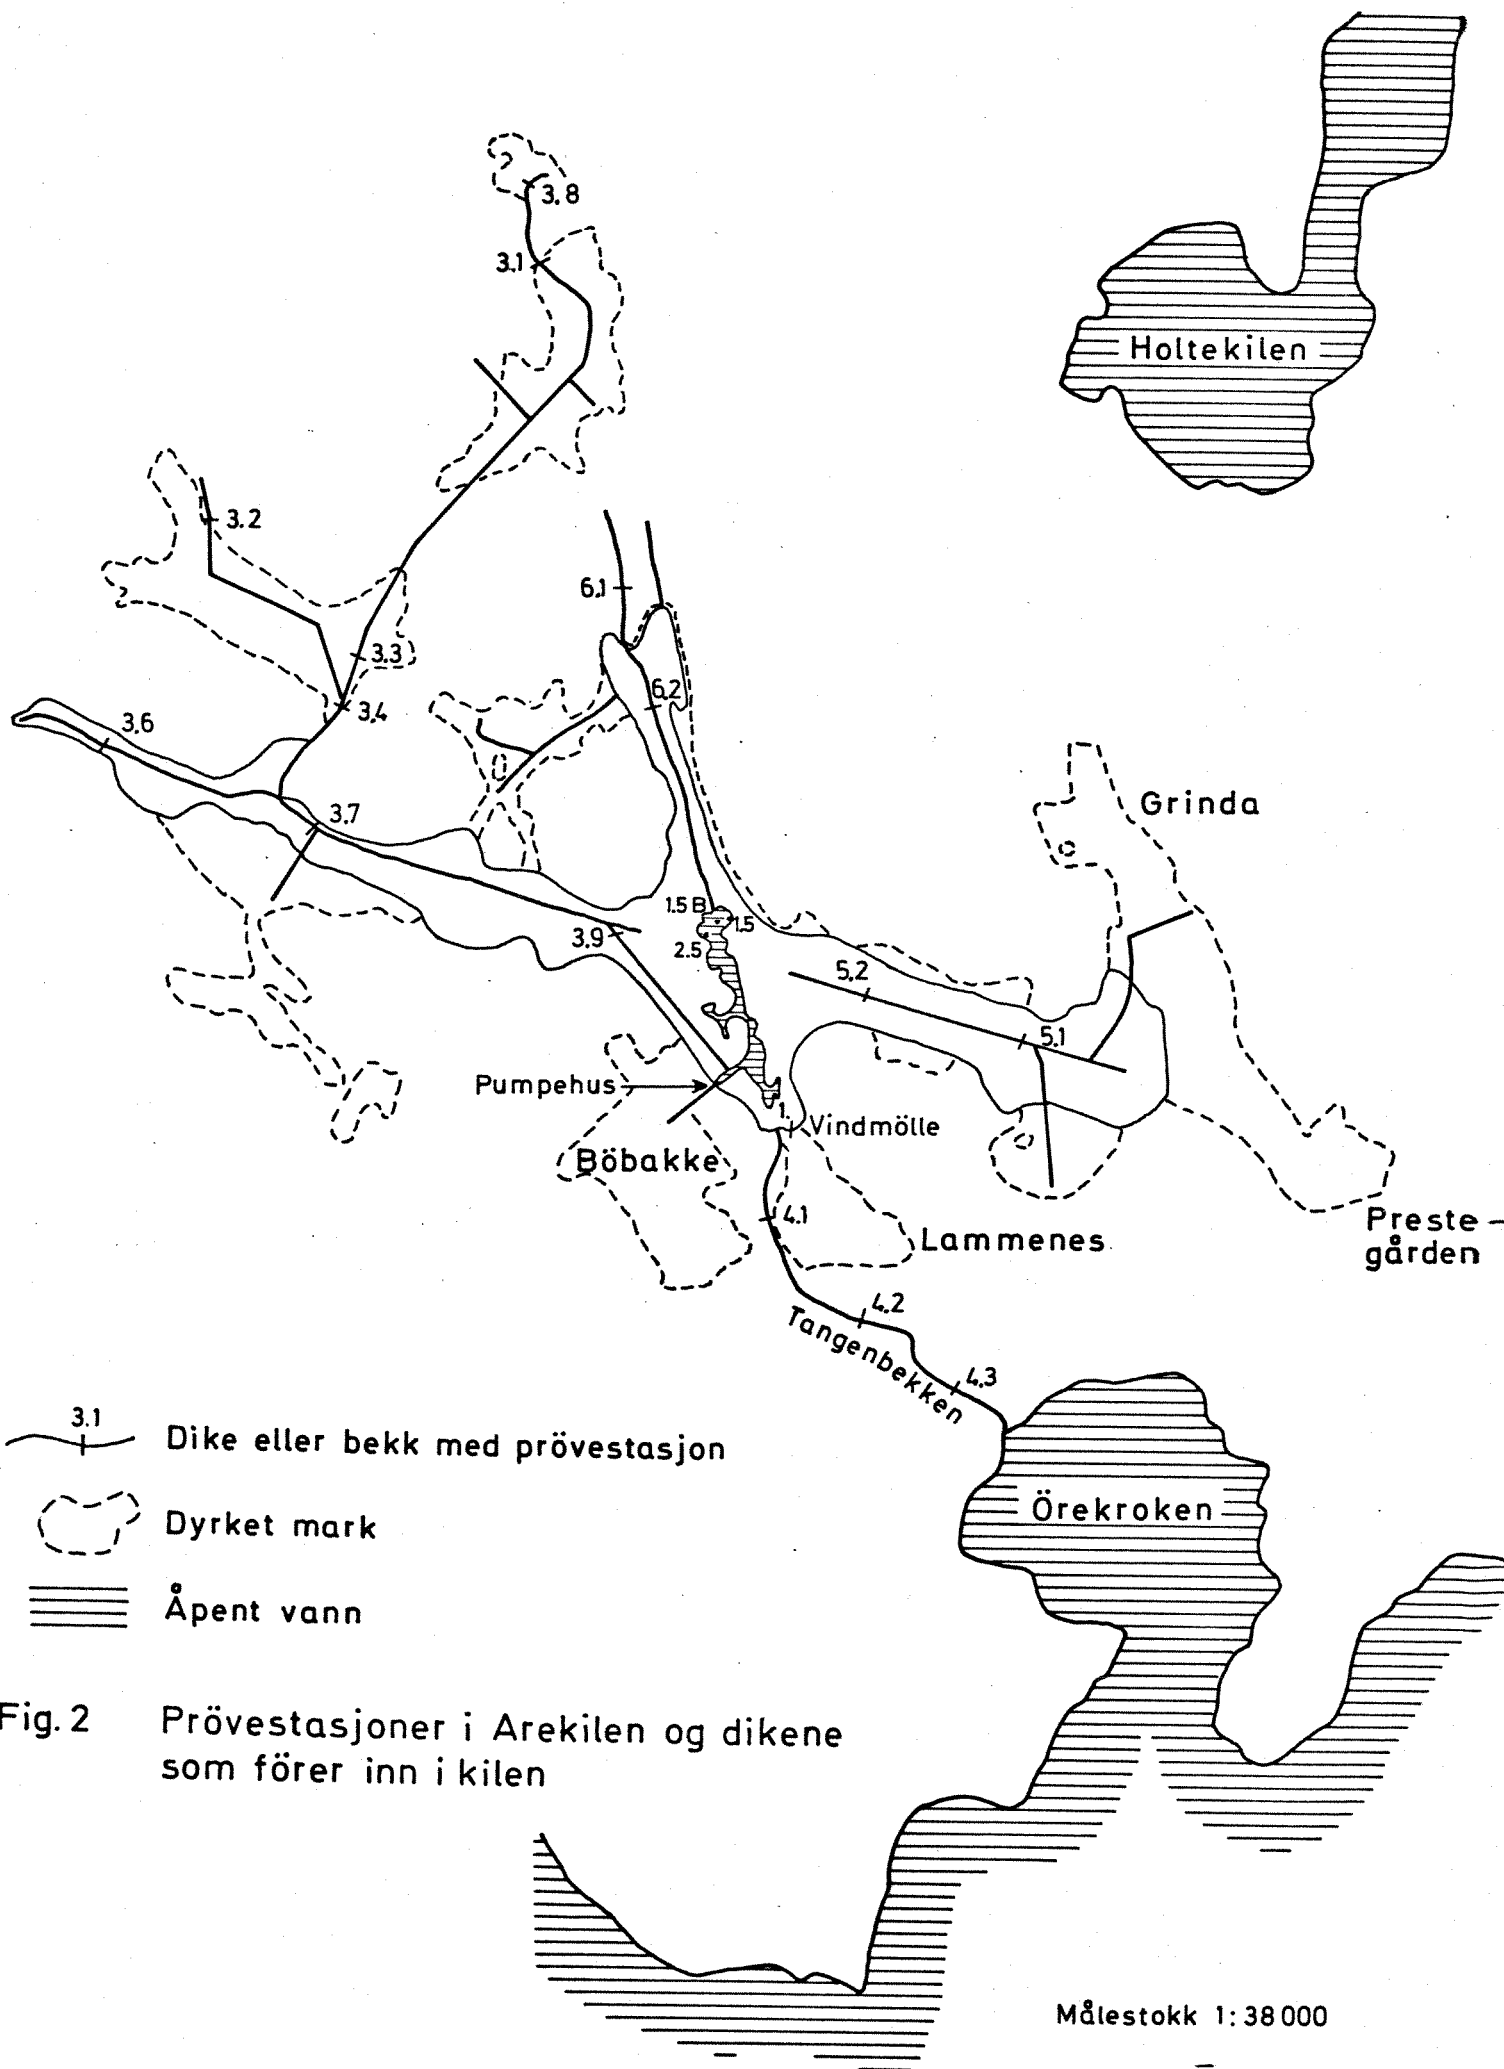 3.8
3.1
Holtekilen
3.2
6.1
3.3
6.2
3.4
3.6
Grinda
3.7
1.5 B
1.5
3.9
2.5
5.2
5.1
Pumpehus
1.
Vindmölle
Böbakke
4.1
Lammenes
Preste-
gården
4.2
Tangenbekken
4.3
3.1
Dike eller bekk med prövestasjon
Örekroken
Dyrket mark
Åpent vann
Fig. 2 Prövestasjoner i Arekilen og dikene
som förer inn i kilen
Målestokk 1:38 000